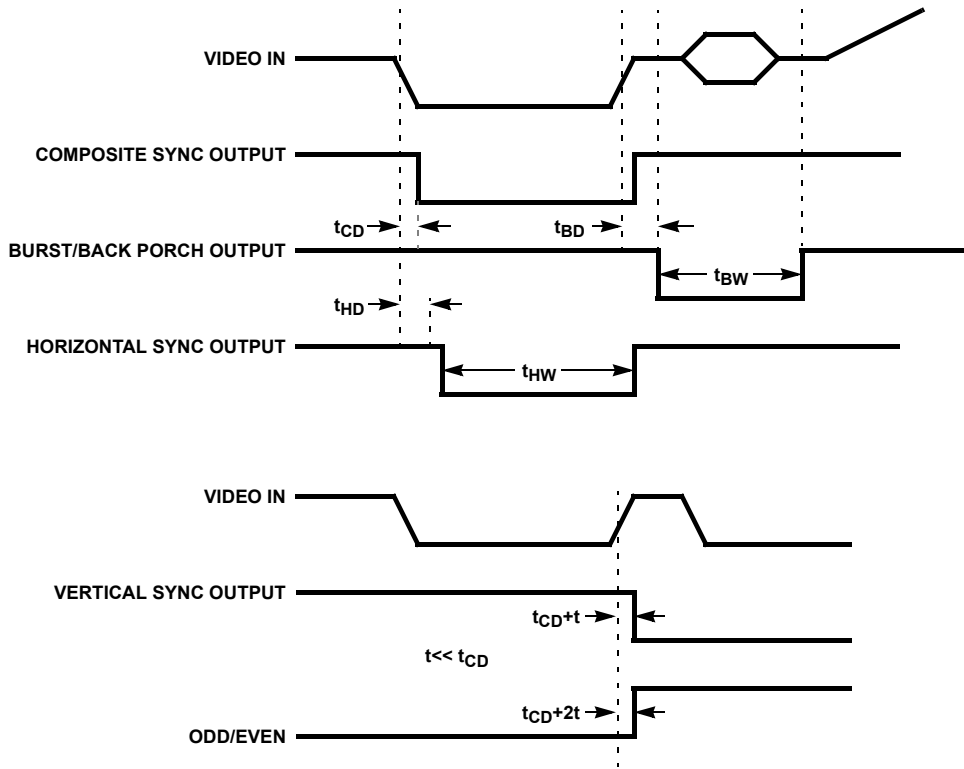 VIDEO IN
COMPOSITE SYNC OUTPUT
tCD
tBD
BURST/BACK PORCH OUTPUT
tBW
tHD
HORIZONTAL SYNC OUTPUT
tHW
VIDEO IN
VERTICAL SYNC OUTPUT
tCD+t
t<< tCD
tCD+2t
ODD/EVEN